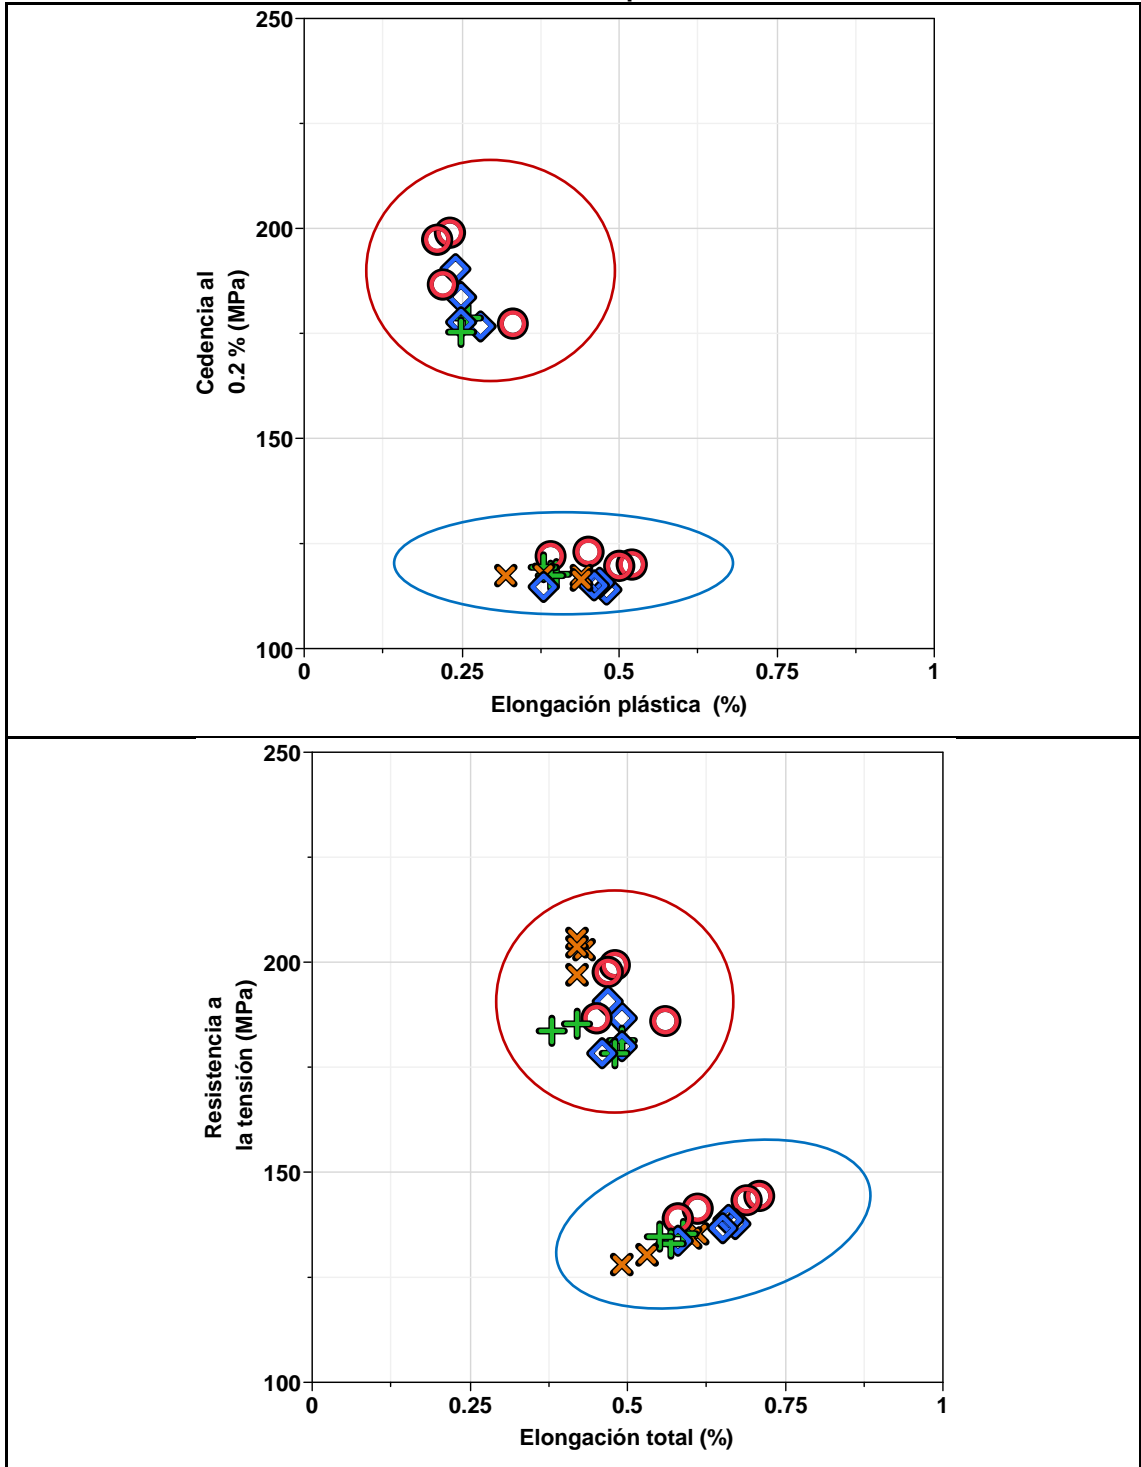 250
200
150
100
Cedencia al
0.2 % (MPa)
0 0.25 0.5 0.75 1
Elongación plástica (%)
250
200
150
100
Resistencia a
la tensión (MPa)
0 0.25 0.5 0.75 1
Elongación total (%)